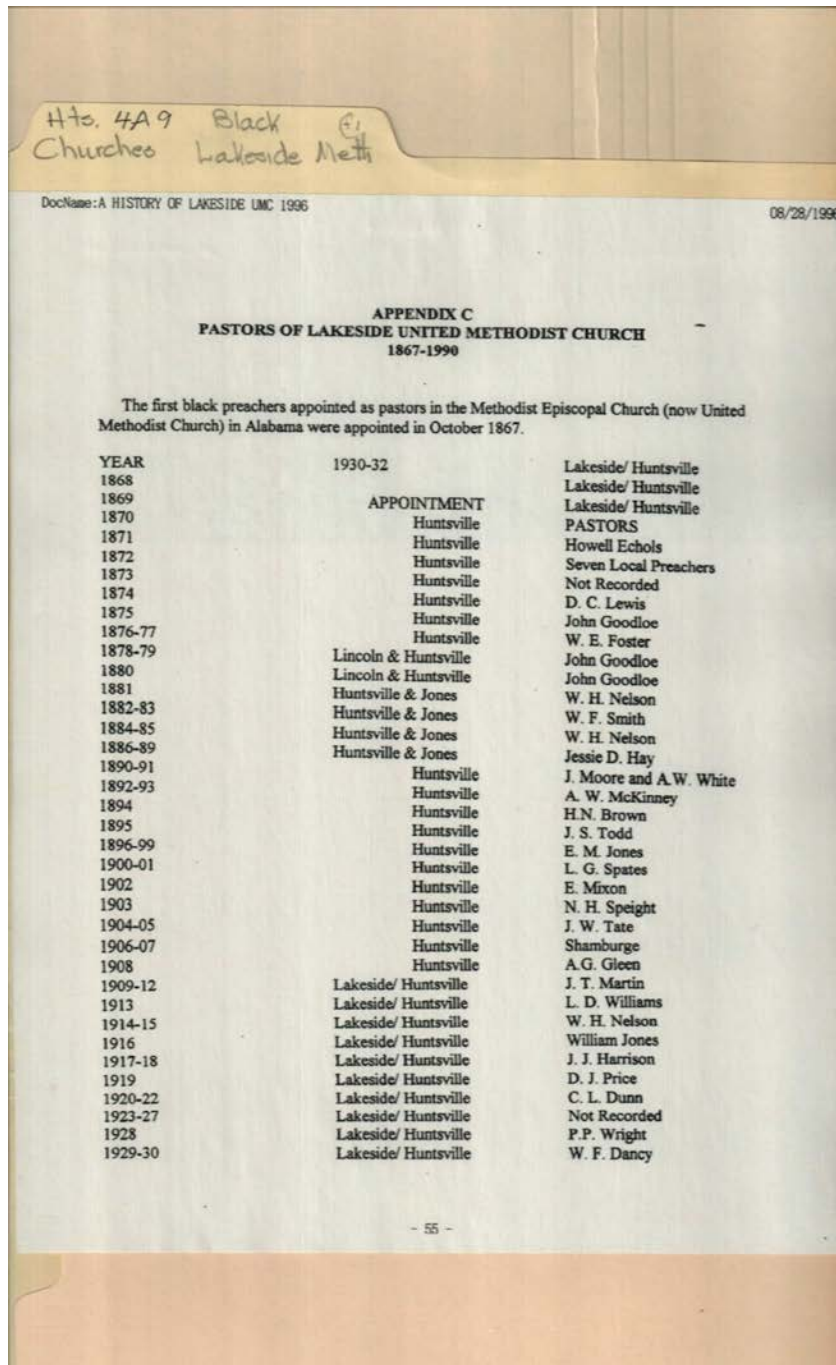 Hts. 4A9 Black
Churches Lakeside Meth
DocName:A HISTORY OF LAKESIDE UMC 1996 08/28/1996
APPENDIX C
PASTORS OF LAKESIDE UNITED METHODIST CHURCH
1867-1990
The first black preachers appointed as pastors in the Methodist Episcopal Church (now United
Methodist Church) in Alabama were appointed in October 1867.
YEAR 1930-32 Lakeside/ Huntsville
1868 Lakeside/ Huntsville
1869 APPOINTMENT Lakeside/ Huntsville
1870 Huntsville PASTORS
1871 Huntsville Howell Echols
1872 Huntsville Seven Local Preachers
1873 Huntsville Not Recorded
1874 Huntsville D. C. Lewis
1875 Huntsville John Goodloe
1876-77 Huntsville W. E. Foster
1878-79 Lincoln & Huntsville John Goodloe
1880 Lincoln & Huntsville John Goodloe
1881 Huntsville & Jones W. H. Nelson
1882-83 Huntsville & Jones W. F. Smith
1884-85 Huntsville & Jones W. H. Nelson
1886-89 Huntsville & Jones Jessie D. Hay
1890-91 Huntsville J. Moore and A.W. White
1892-93 Huntsville A. W. McKinney
1894 Huntsville H.N. Brown
1895 Huntsville J. S. Todd
1896-99 Huntsville E. M. Jones
1900-01 Huntsville L. G. Spates
1902 Huntsville E. Mixon
1903 Huntsville N. H. Speight
1904-05 Huntsville J. W. Tate
1906-07 Huntsville Shamburge
1908 Huntsville A.G. Gleen
1909-12 Lakeside/ Huntsville J. T. Martin
1913 Lakeside/ Huntsville L. D. Williams
1914-15 Lakeside/ Huntsville W. H. Nelson
1916 Lakeside/ Huntsville William Jones
1917-18 Lakeside/ Huntsville J. J. Harrison
1919 Lakeside/ Huntsville D. J. Price
1920-22 Lakeside/ Huntsville C. L. Dunn
1923-27 Lakeside/ Huntsville Not Recorded
1928 Lakeside/ Huntsville P.P. Wright
1929-30 Lakeside/ Huntsville W. F. Dancy
- 55 -